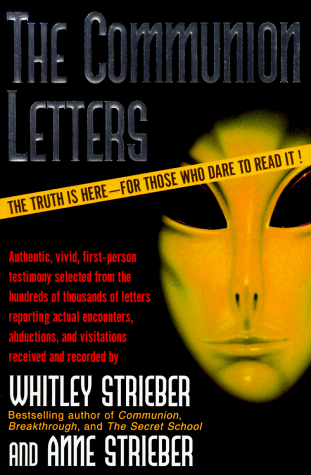 THE COMMUNION
LETTERS
THE TRUTH IS HERE—FOR THOSE WHO DARE TO READ IT!
Authentic, vivid, first-person
testimony selected from the
hundreds of thousands of letters
reporting actual encounters,
abductions, and visitations
received and recorded by
WHITLEY STRIEBER
Bestselling author of Communion,
Breakthrough, and The Secret School
AND ANNE STRIEBER